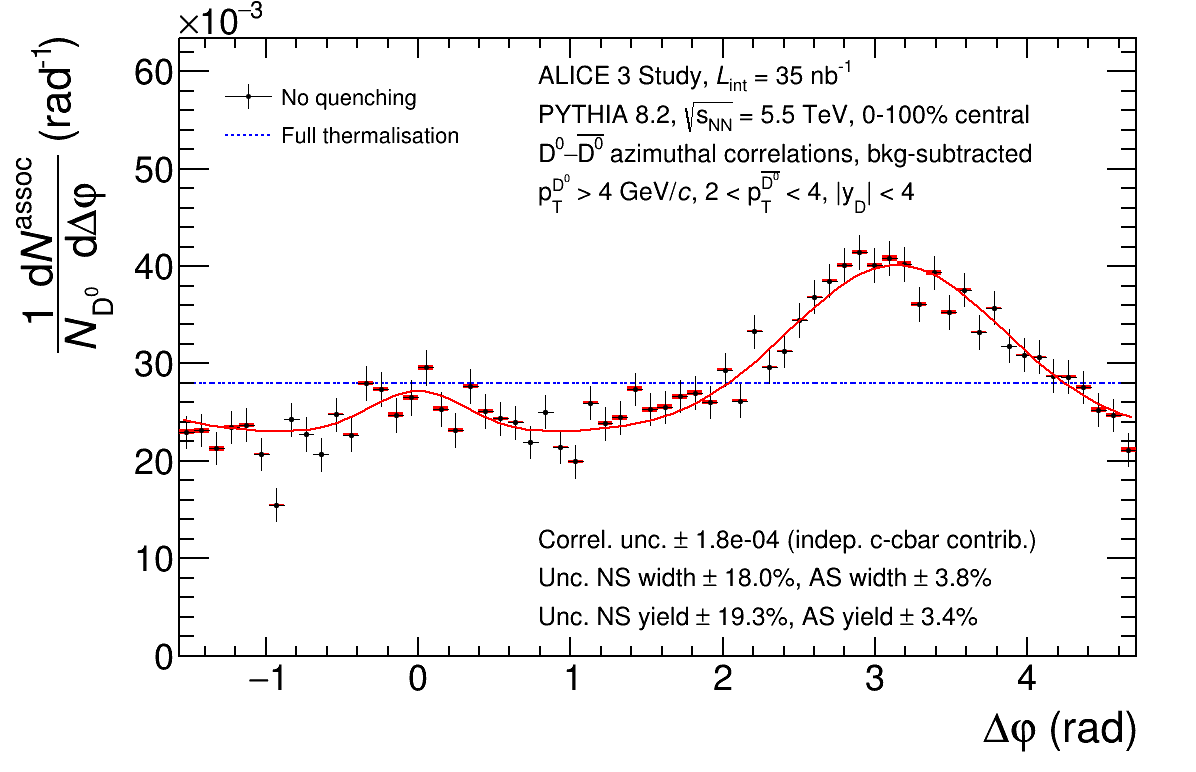 ×10⁻³
1 dN^assoc
N_D⁰ dΔφ (rad⁻¹)
60
50
40
30
20
10
0
No quenching
Full thermalisation
ALICE 3 Study, L_int = 35 nb⁻¹
PYTHIA 8.2, √s_NN = 5.5 TeV, 0-100% central
D⁰–D̅⁰ azimuthal correlations, bkg-subtracted
p_T^D⁰ > 4 GeV/c, 2 < p_T^D̅⁰ < 4, |y_D| < 4
Correl. unc. ± 1.8e-04 (indep. c-cbar contrib.)
Unc. NS width ± 18.0%, AS width ± 3.8%
Unc. NS yield ± 19.3%, AS yield ± 3.4%
−1 0 1 2 3 4
Δφ (rad)